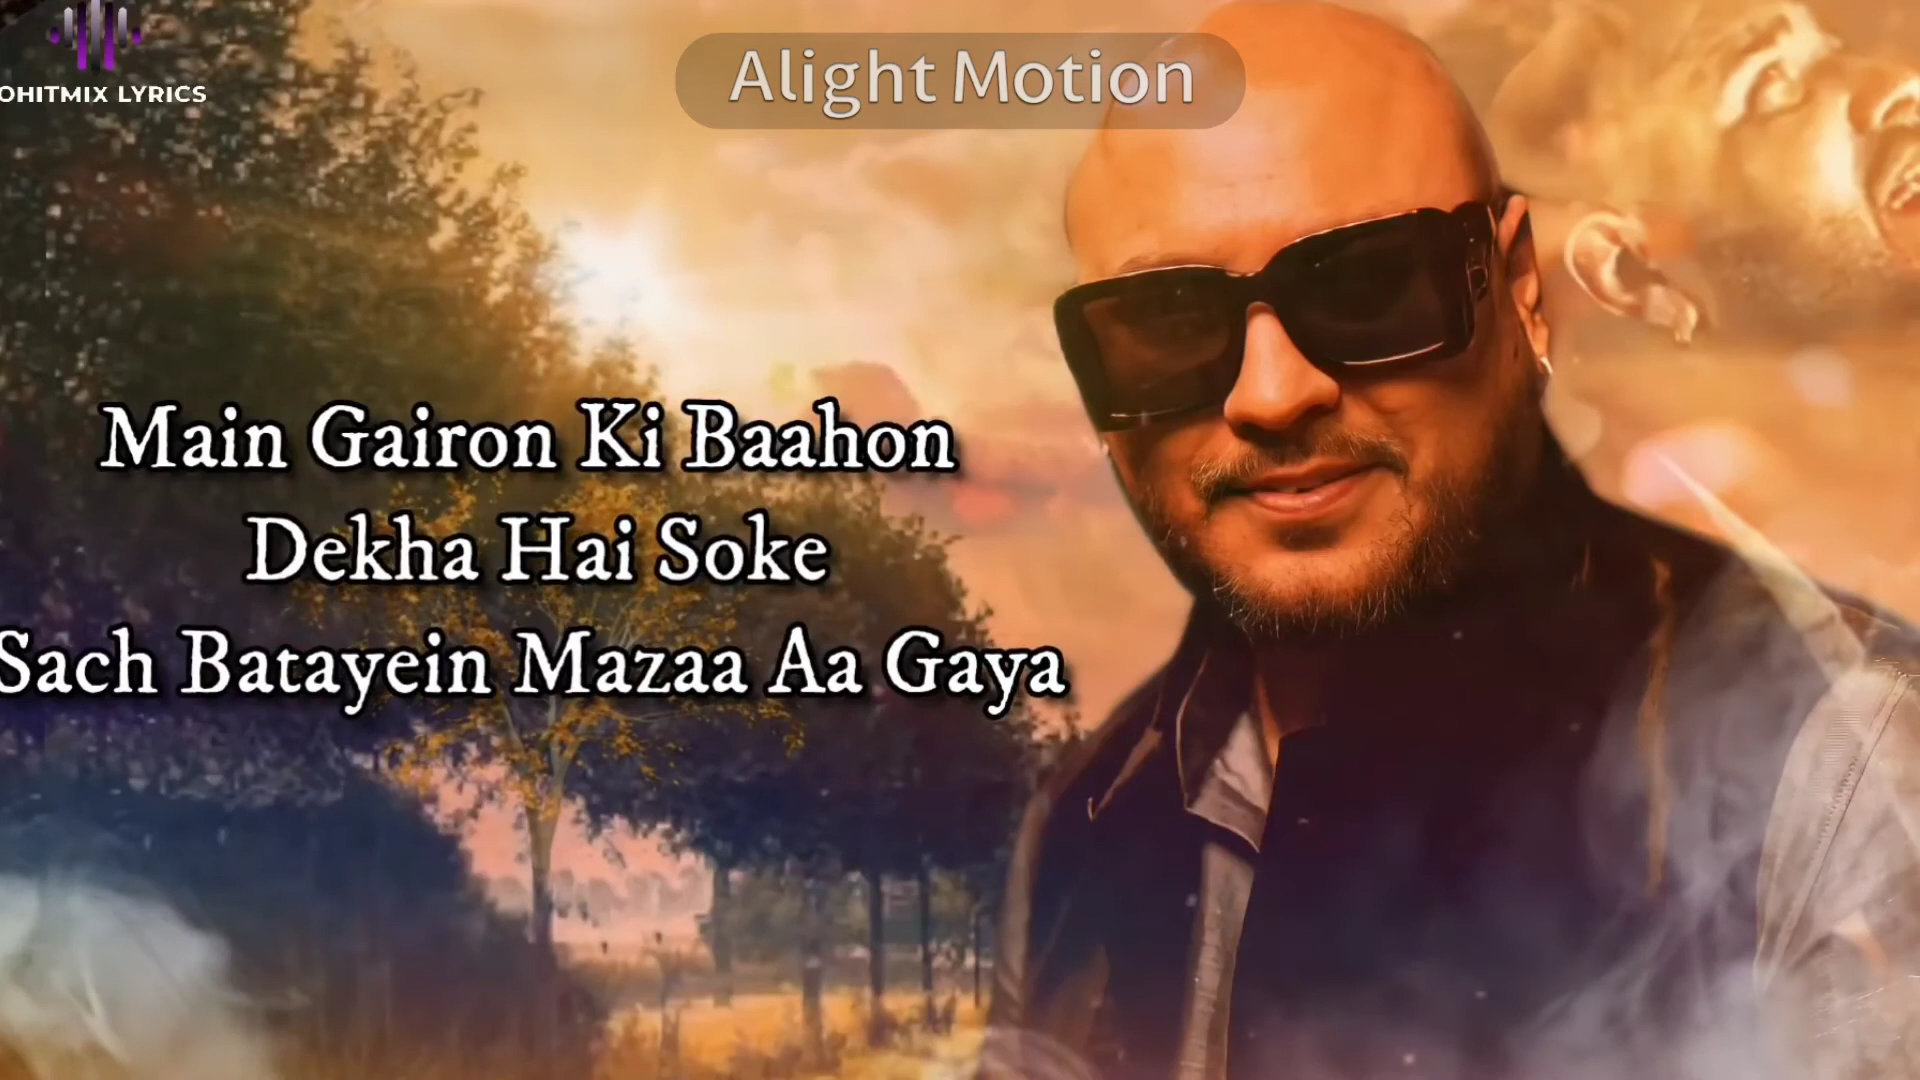 OHITMIX LYRICS
Alight Motion
Main Gairon Ki Baahon
Dekha Hai Soke
Sach Batayein Mazaa Aa Gaya